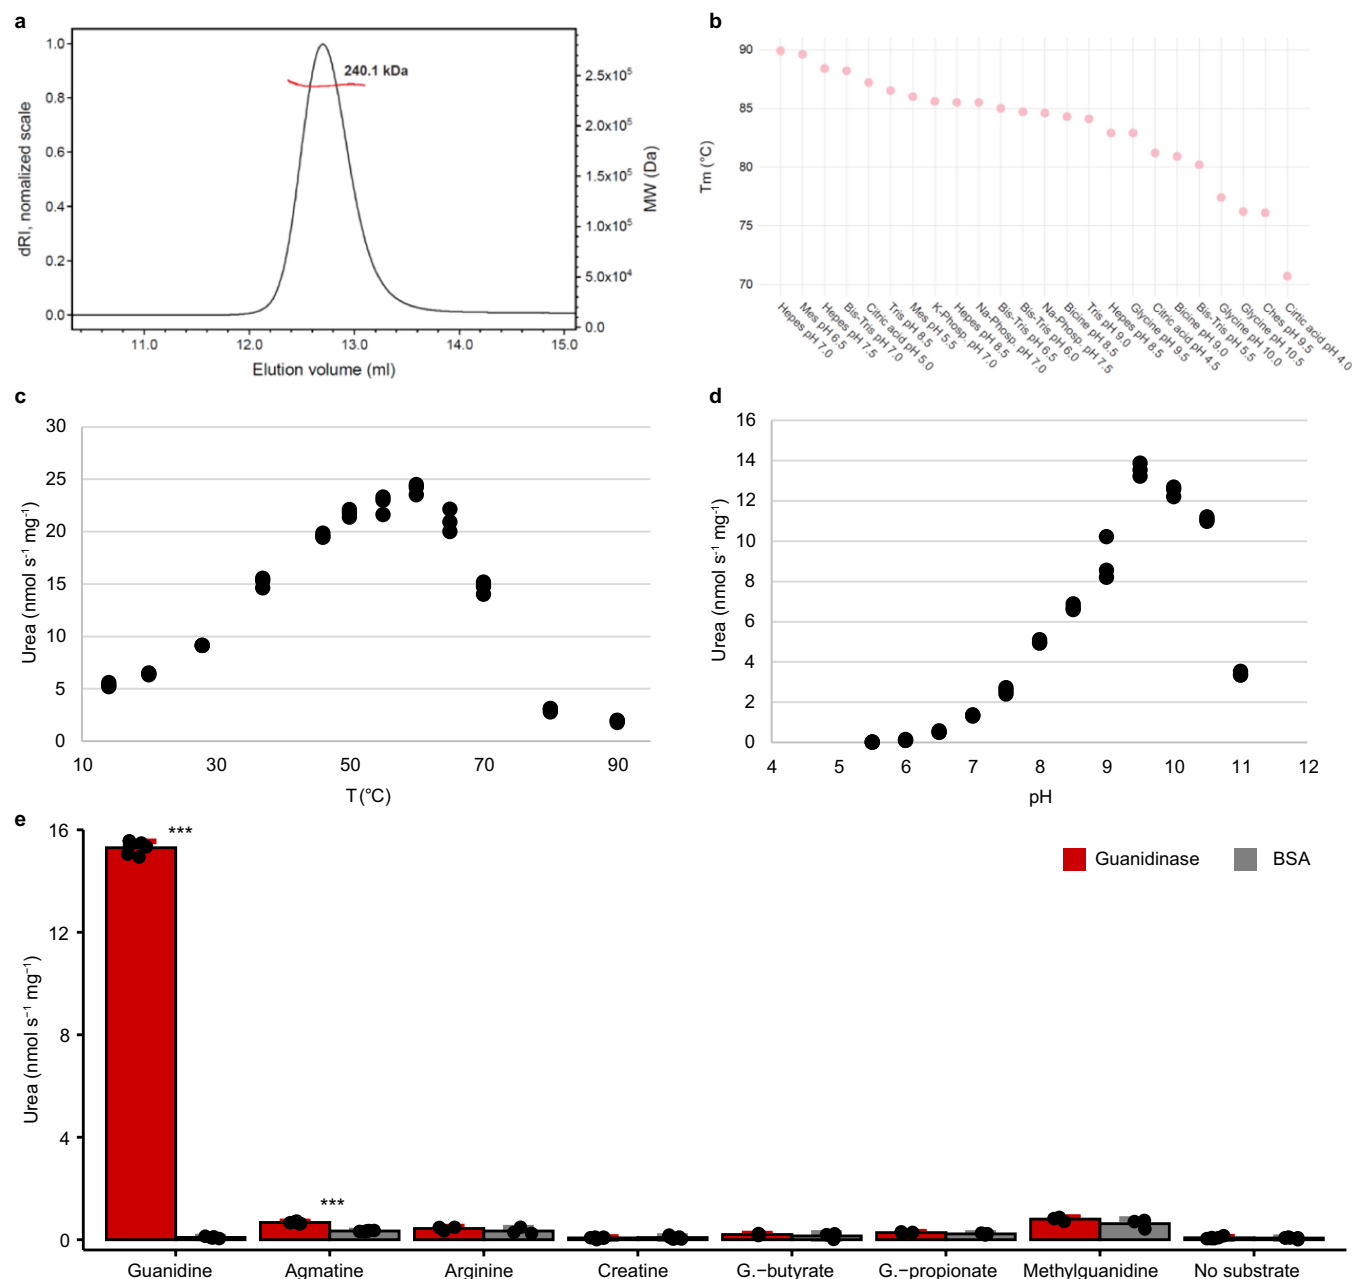 a
240.1 kDa
dRI, nomalized scale
1.0
0.8
0.6
0.4
0.2
0.0
2.5x10⁵
2.0x10⁵
1.5x10⁵
1.0x10⁵
5.0x10⁴
0.0
MW (Da)
11.0 12.0 13.0 14.0 15.0
Elution volume (ml)
b
Tm (°C)
90
85
80
75
70
Hepes pH 7.0
Mes pH 6.5
Hepes pH 7.5
Bis-Tris pH 7.0
Citric acid pH 5.0
Tris pH 8.5
Mes pH 5.5
K-Phosp. pH 7.0
Hepes pH 8.5
Na-Phosp. pH 7.0
Bis-Tris pH 6.5
Bis-Tris pH 6.0
Na-Phosp. pH 7.5
Bicine pH 8.5
Tris pH 9.0
Hepes pH 8.5
Glycine pH 9.5
Citric acid pH 4.5
Bicine pH 9.0
Bis-Tris pH 5.5
Glycine pH 10.0
Glycine pH 10.5
Ches pH 9.5
Cirtic acid pH 4.0
c
Urea (nmol s⁻¹ mg⁻¹)
30
25
20
15
10
5
0
10 30 50 70 90
T (°C)
d
Urea (nmol s⁻¹ mg⁻¹)
16
14
12
10
8
6
4
2
0
4 5 6 7 8 9 10 11 12
pH
e
Urea (nmol s⁻¹ mg⁻¹)
16
12
8
4
0
***
***
Guanidinase BSA
Guanidine Agmatine Arginine Creatine G.−butyrate G.−propionate Methylguanidine No substrate